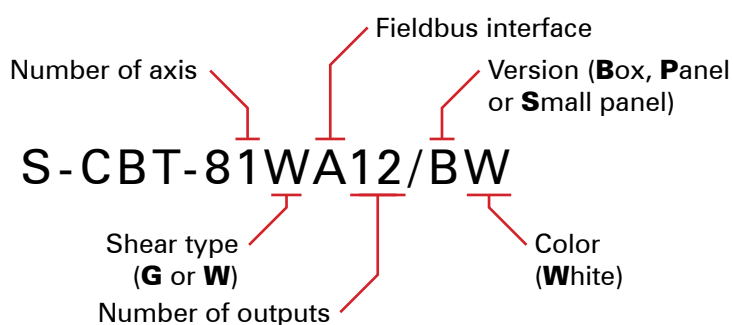 Fieldbus interface
Number of axis
Version (Box, Panel
or Small panel)
S-CBT-81WA12/BW
Shear type
(G or W)
Color
(White)
Number of outputs